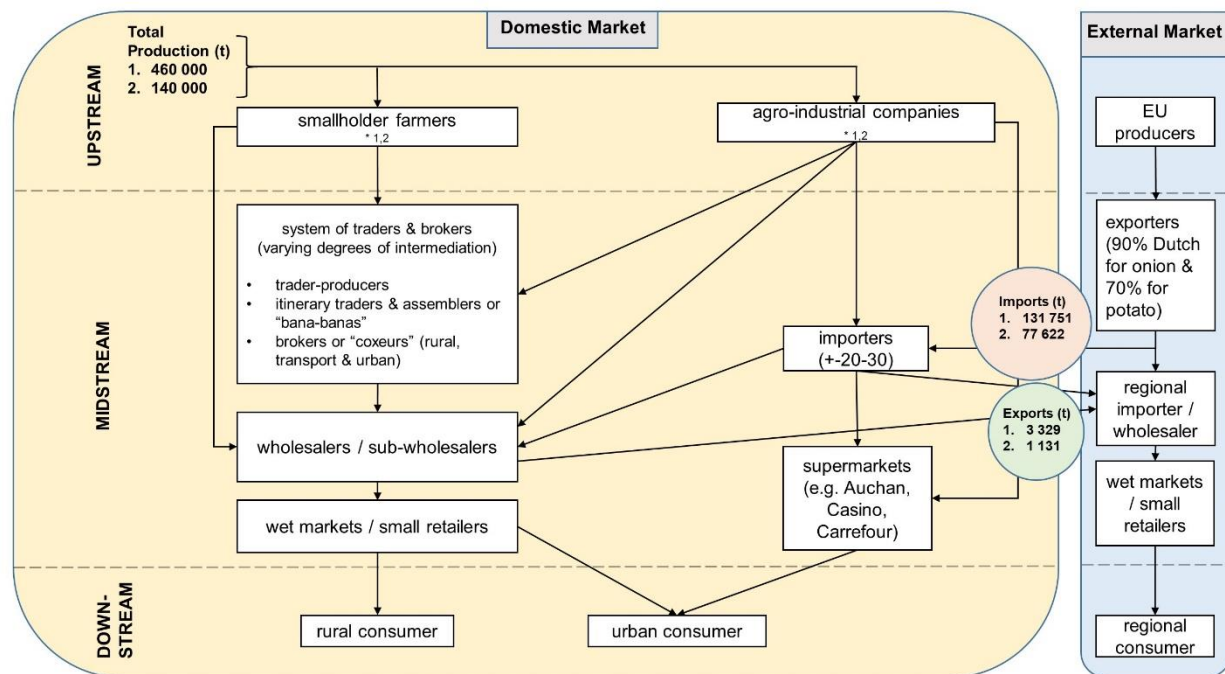 Domestic Market
External Market
Total
Production (t)
1. 460 000
2. 140 000
UPSTREAM
smallholder farmers
* 1,2
agro-industrial companies
* 1,2
EU
producers
MIDSTREAM
system of traders & brokers
(varying degrees of intermediation)
• trader-producers
• itinerary traders & assemblers or
“bana-banas”
• brokers or “coxeurs” (rural,
transport & urban)
exporters
(90% Dutch
for onion &
70% for
potato)
Imports (t)
1. 131 751
2. 77 622
importers
(+-20-30)
regional
importer /
wholesaler
Exports (t)
1. 3 329
2. 1 131
wholesalers / sub-wholesalers
supermarkets
(e.g. Auchan,
Casino,
Carrefour)
wet markets
/ small
retailers
wet markets / small retailers
DOWN-
STREAM
rural consumer
urban consumer
regional
consumer